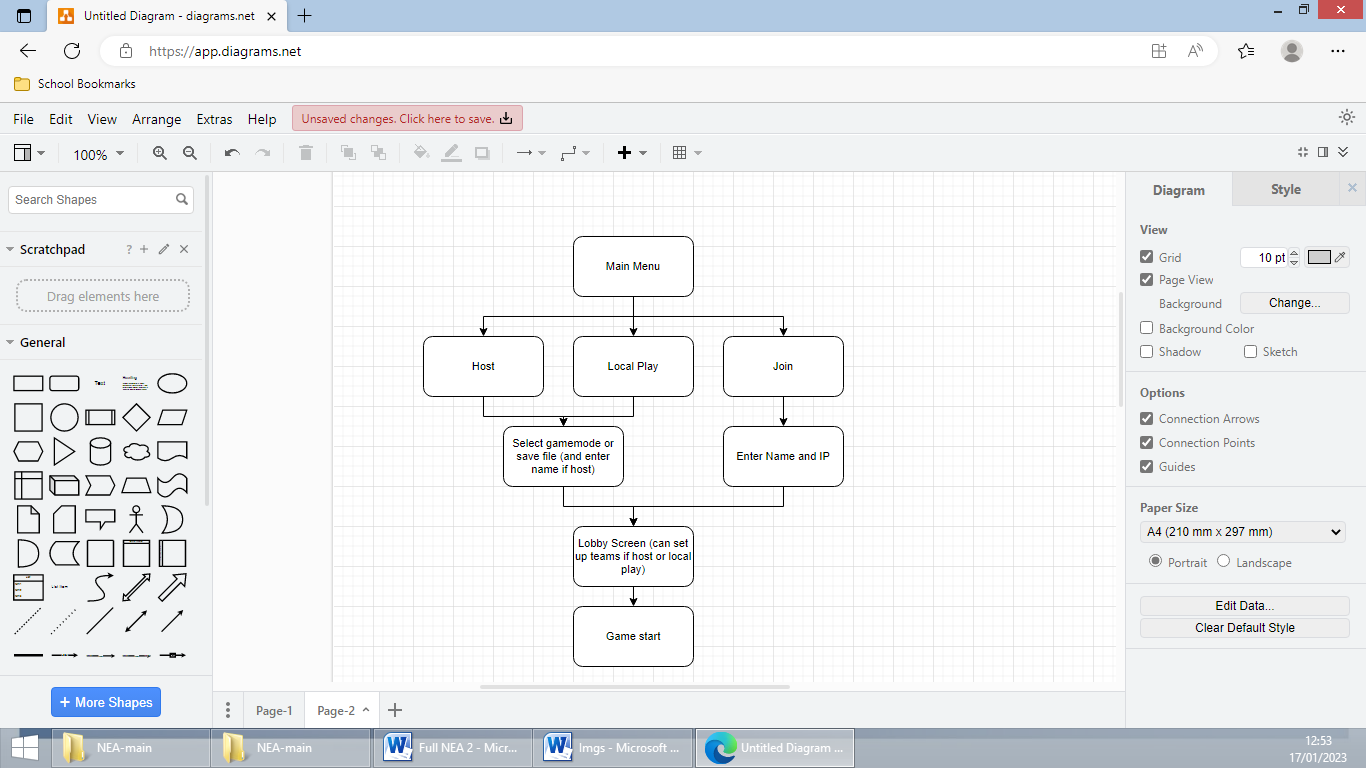 Untitled Diagram - diagrams.net
https://app.diagrams.net
School Bookmarks
File Edit View Arrange Extras Help Unsaved changes. Click here to save.
100%
Search Shapes
Scratchpad ?
Drag elements here
General
Text
Heading
List Item
+ More Shapes
Main Menu
Host
Local Play
Join
Select gamemode or
save file (and enter
name if host)
Enter Name and IP
Lobby Screen (can set
up teams if host or local
play)
Game start
Page-1 Page-2
Diagram Style
View
Grid 10 pt
Page View
Background Change...
Background Color
Shadow Sketch
Options
Connection Arrows
Connection Points
Guides
Paper Size
A4 (210 mm x 297 mm)
Portrait Landscape
Edit Data...
Clear Default Style
NEA-main NEA-main Full NEA 2 - Micr... Imgs - Microsoft ... Untitled Diagram ...
12:53
17/01/2023